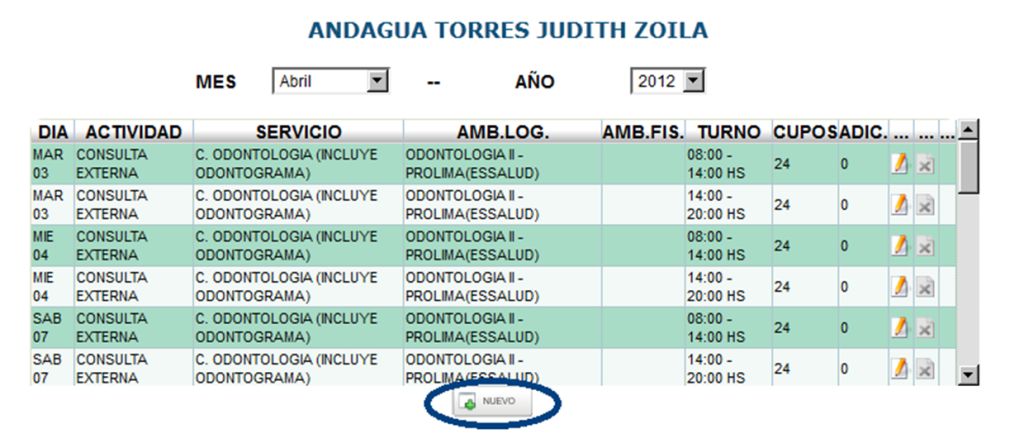 ANDAGUA TORRES JUDITH ZOILA
MES Abril -- AÑO 2012
DIA ACTIVIDAD SERVICIO AMB.LOG. AMB.FIS. TURNO CUPOS ADIC. ... ... ...
MAR CONSULTA C. ODONTOLOGIA (INCLUYE ODONTOLOGIA II - 08:00 -
03 EXTERNA ODONTOGRAMA) PROLIMA(ESSALUD) 14:00 HS 24 0
MAR CONSULTA C. ODONTOLOGIA (INCLUYE ODONTOLOGIA II - 14:00 -
03 EXTERNA ODONTOGRAMA) PROLIMA(ESSALUD) 20:00 HS 24 0
MIE CONSULTA C. ODONTOLOGIA (INCLUYE ODONTOLOGIA II - 08:00 -
04 EXTERNA ODONTOGRAMA) PROLIMA(ESSALUD) 14:00 HS 24 0
MIE CONSULTA C. ODONTOLOGIA (INCLUYE ODONTOLOGIA II - 14:00 -
04 EXTERNA ODONTOGRAMA) PROLIMA(ESSALUD) 20:00 HS 24 0
SAB CONSULTA C. ODONTOLOGIA (INCLUYE ODONTOLOGIA II - 08:00 -
07 EXTERNA ODONTOGRAMA) PROLIMA(ESSALUD) 14:00 HS 24 0
SAB CONSULTA C. ODONTOLOGIA (INCLUYE ODONTOLOGIA II - 14:00 -
07 EXTERNA ODONTOGRAMA) PROLIMA(ESSALUD) 20:00 HS 24 0
NUEVO